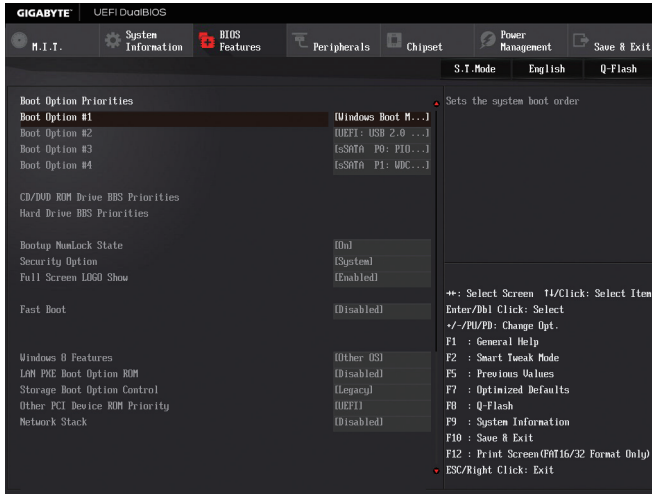 GIGABYTE™ UEFI DualBIOS
M.I.T. System Information BIOS Features Peripherals Chipset Power Management Save & Exit
S.T.Mode English Q-Flash
Boot Option Priorities
Boot Option #1 [Windows Boot M...]
Boot Option #2 [UEFI: USB 2.0 ...]
Boot Option #3 [sSATA P0: PIO...]
Boot Option #4 [sSATA P1: WDC...]
CD/DVD ROM Drive BBS Priorities
Hard Drive BBS Priorities
Bootup NumLock State [On]
Security Option [System]
Full Screen LOGO Show [Enabled]
Fast Boot [Disabled]
Windows 8 Features [Other OS]
LAN PXE Boot Option ROM [Disabled]
Storage Boot Option Control [Legacy]
Other PCI Device ROM Priority [UEFI]
Network Stack [Disabled]
Sets the system boot order
→←: Select Screen ↑↓/Click: Select Item
Enter/Dbl Click: Select
+/-/PU/PD: Change Opt.
F1 : General Help
F2 : Smart Tweak Mode
F5 : Previous Values
F7 : Optimized Defaults
F8 : Q-Flash
F9 : System Information
F10 : Save & Exit
F12 : Print Screen(FAT16/32 Format Only)
ESC/Right Click: Exit